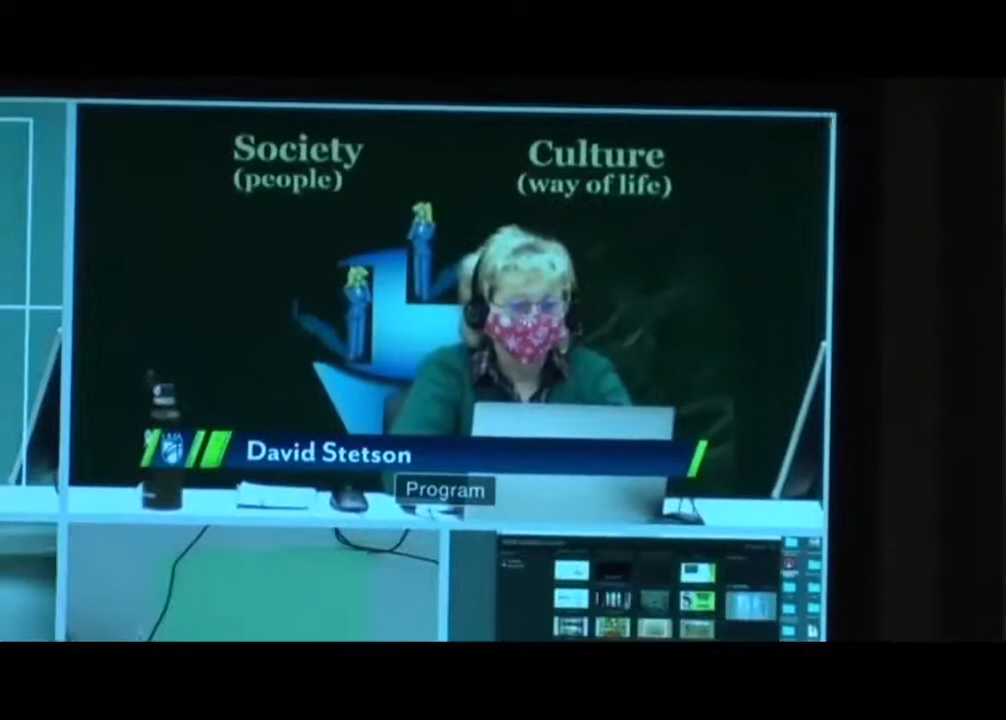 Society
(people)
Culture
(way of life)
David Stetson
Program